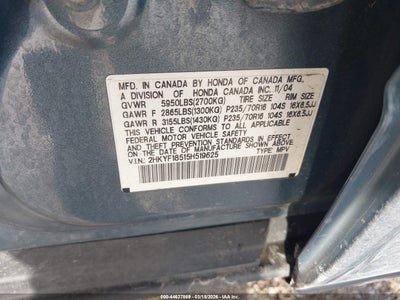 MFD. IN CANADA BY HONDA OF CANADA MFG.,
A DIVISION OF HONDA CANADA INC. 11/04
GVWR 5950LBS(2700KG) TIRE SIZE RIM SIZE
GAWR F 2865LBS(1300KG) P235/70R16 104S 16X6.5JJ
GAWR R 3155LBS(1430KG) P235/70R16 104S 16X6.5JJ
THIS VEHICLE CONFORMS TO ALL APPLICABLE
FEDERAL MOTOR VEHICLE SAFETY STANDARDS IN EFFECT
AND THEFT PREVENTION
ON THE DATE OF MANUFACTURE SHOWN ABOVE.
V.I.N.: 2HKYF18515H519625 TYPE: MPV
000-44637969 - 03/18/2026 - IAA, LLC